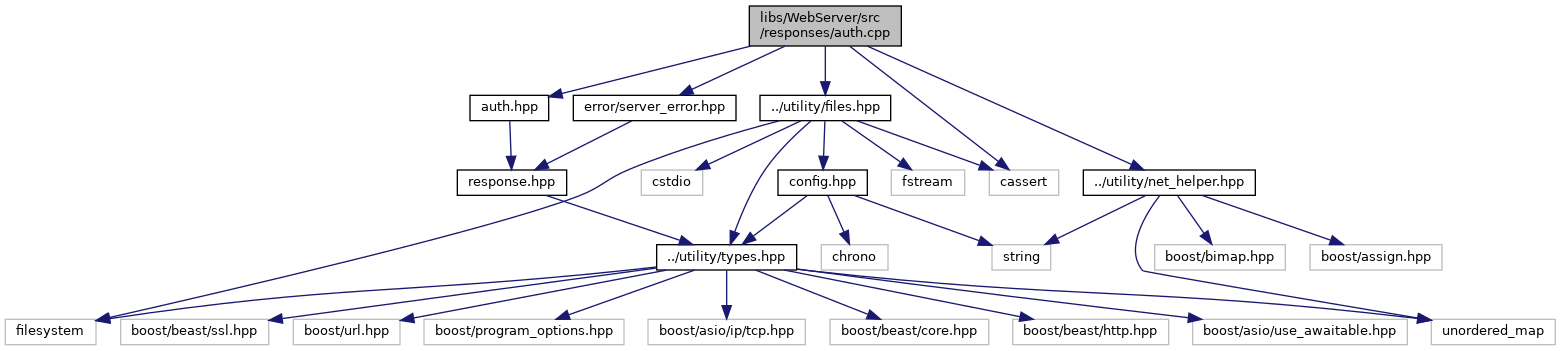 libs/WebServer/src
/responses/auth.cpp
auth.hpp
error/server_error.hpp
../utility/files.hpp
response.hpp
cstdio
config.hpp
fstream
cassert
../utility/net_helper.hpp
../utility/types.hpp
chrono
string
boost/bimap.hpp
boost/assign.hpp
filesystem
boost/beast/ssl.hpp
boost/url.hpp
boost/program_options.hpp
boost/asio/ip/tcp.hpp
boost/beast/core.hpp
boost/beast/http.hpp
boost/asio/use_awaitable.hpp
unordered_map